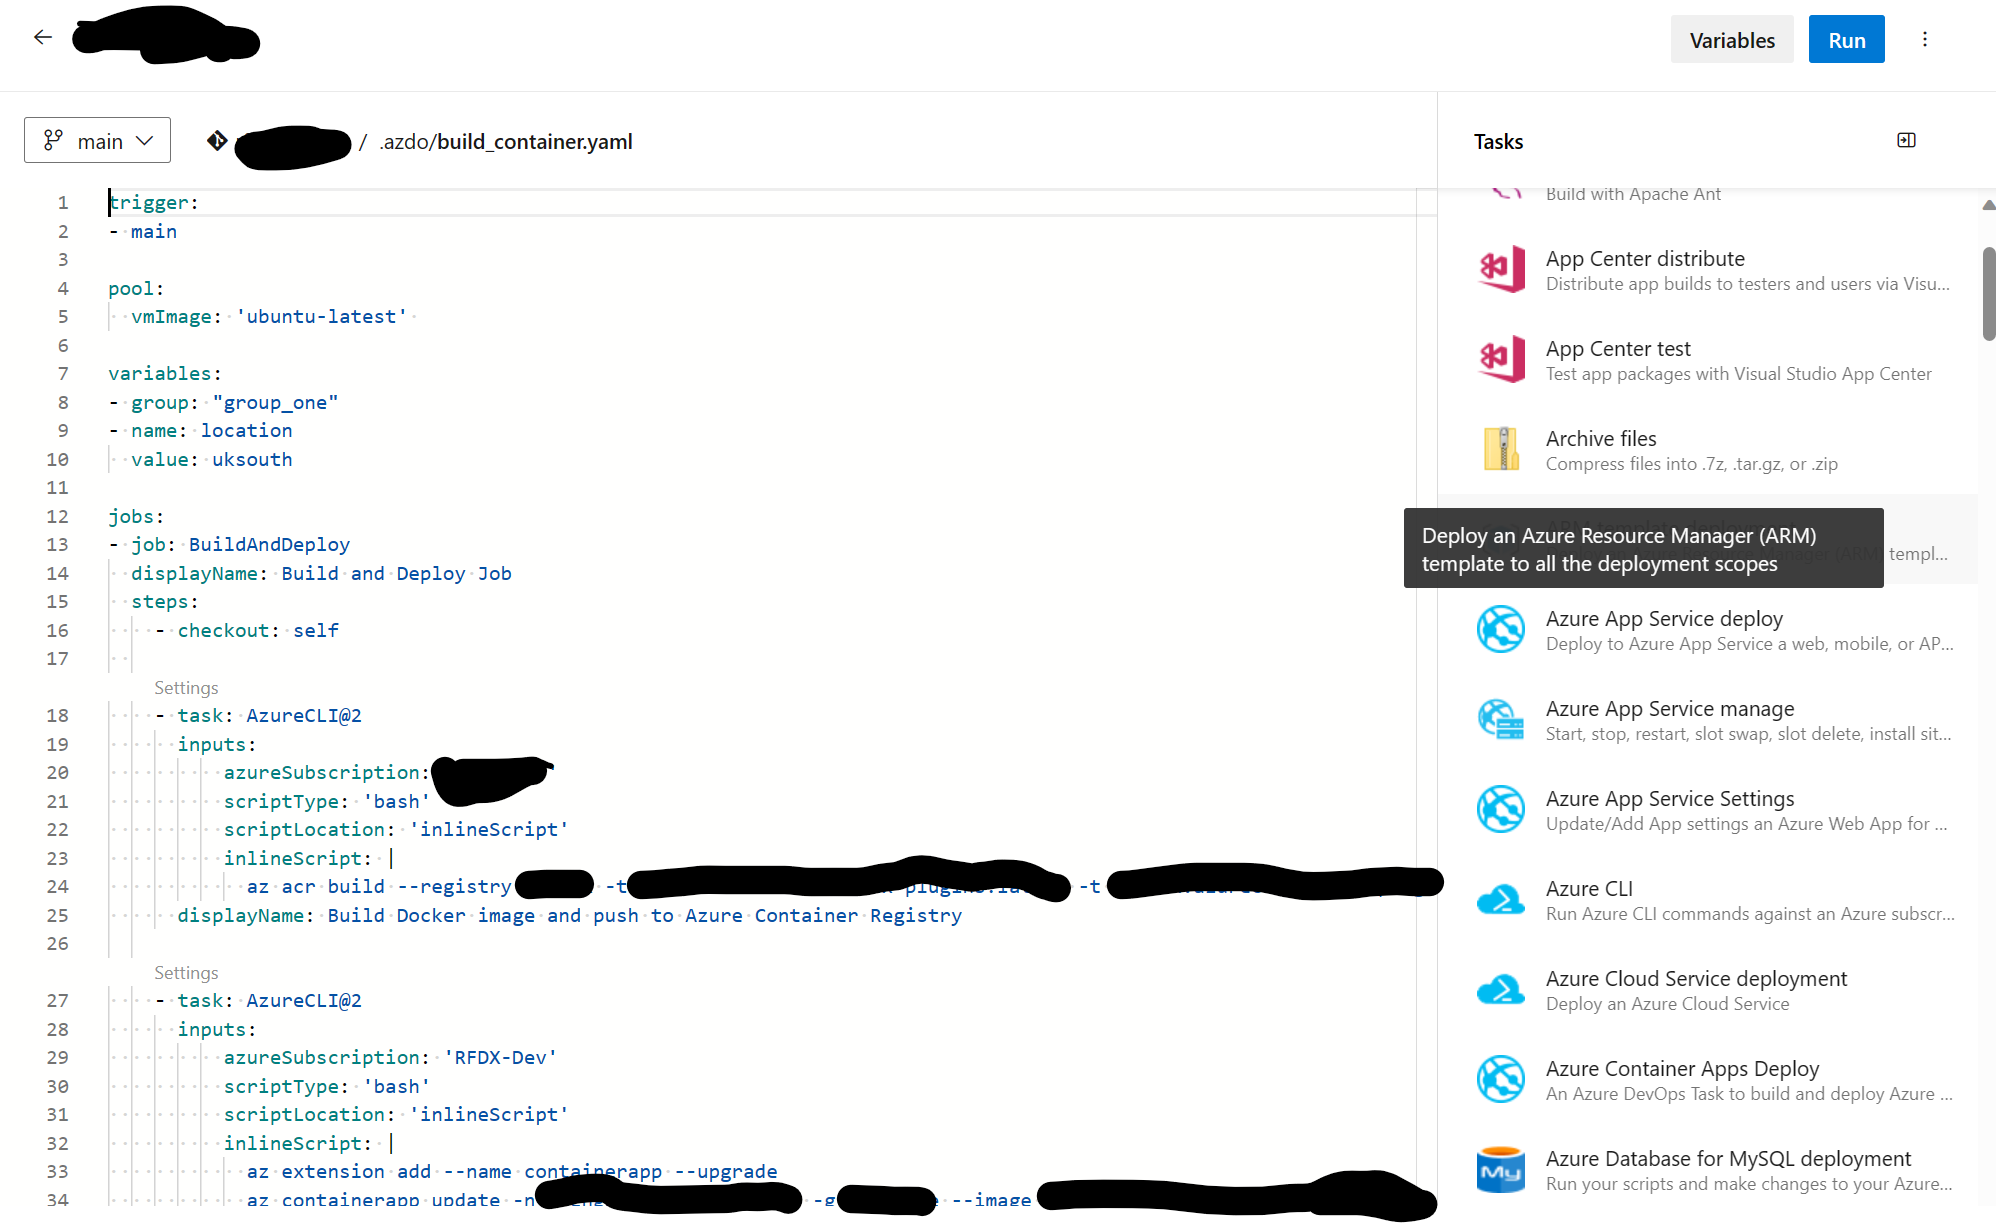 Variables Run
main
/ .azdo/build_container.yaml
Tasks
1 trigger:
2 - main
3
4 pool:
5 vmImage: 'ubuntu-latest'
6
7 variables:
8 - group: "group_one"
9 - name: location
10 value: uksouth
11
12 jobs:
13 - job: BuildAndDeploy
14 displayName: Build and Deploy Job
15 steps:
16 - checkout: self
17
Settings
18 - task: AzureCLI@2
19 inputs:
20 azureSubscription:
21 scriptType: 'bash'
22 scriptLocation: 'inlineScript'
23 inlineScript: |
24 az acr build --registry -t -t
25 displayName: Build Docker image and push to Azure Container Registry
26
Settings
27 - task: AzureCLI@2
28 inputs:
29 azureSubscription: 'RFDX-Dev'
30 scriptType: 'bash'
31 scriptLocation: 'inlineScript'
32 inlineScript: |
33 az extension add --name containerapp --upgrade
34 az containerapp update -n -g --image
Build with Apache Ant
App Center distribute
Distribute app builds to testers and users via Visu...
App Center test
Test app packages with Visual Studio App Center
Archive files
Compress files into .7z, .tar.gz, or .zip
Deploy an Azure Resource Manager (ARM)
template to all the deployment scopes
templ...
Azure App Service deploy
Deploy to Azure App Service a web, mobile, or AP...
Azure App Service manage
Start, stop, restart, slot swap, slot delete, install sit...
Azure App Service Settings
Update/Add App settings an Azure Web App for ...
Azure CLI
Run Azure CLI commands against an Azure subscr...
Azure Cloud Service deployment
Deploy an Azure Cloud Service
Azure Container Apps Deploy
An Azure DevOps Task to build and deploy Azure ...
My
Azure Database for MySQL deployment
Run your scripts and make changes to your Azure...